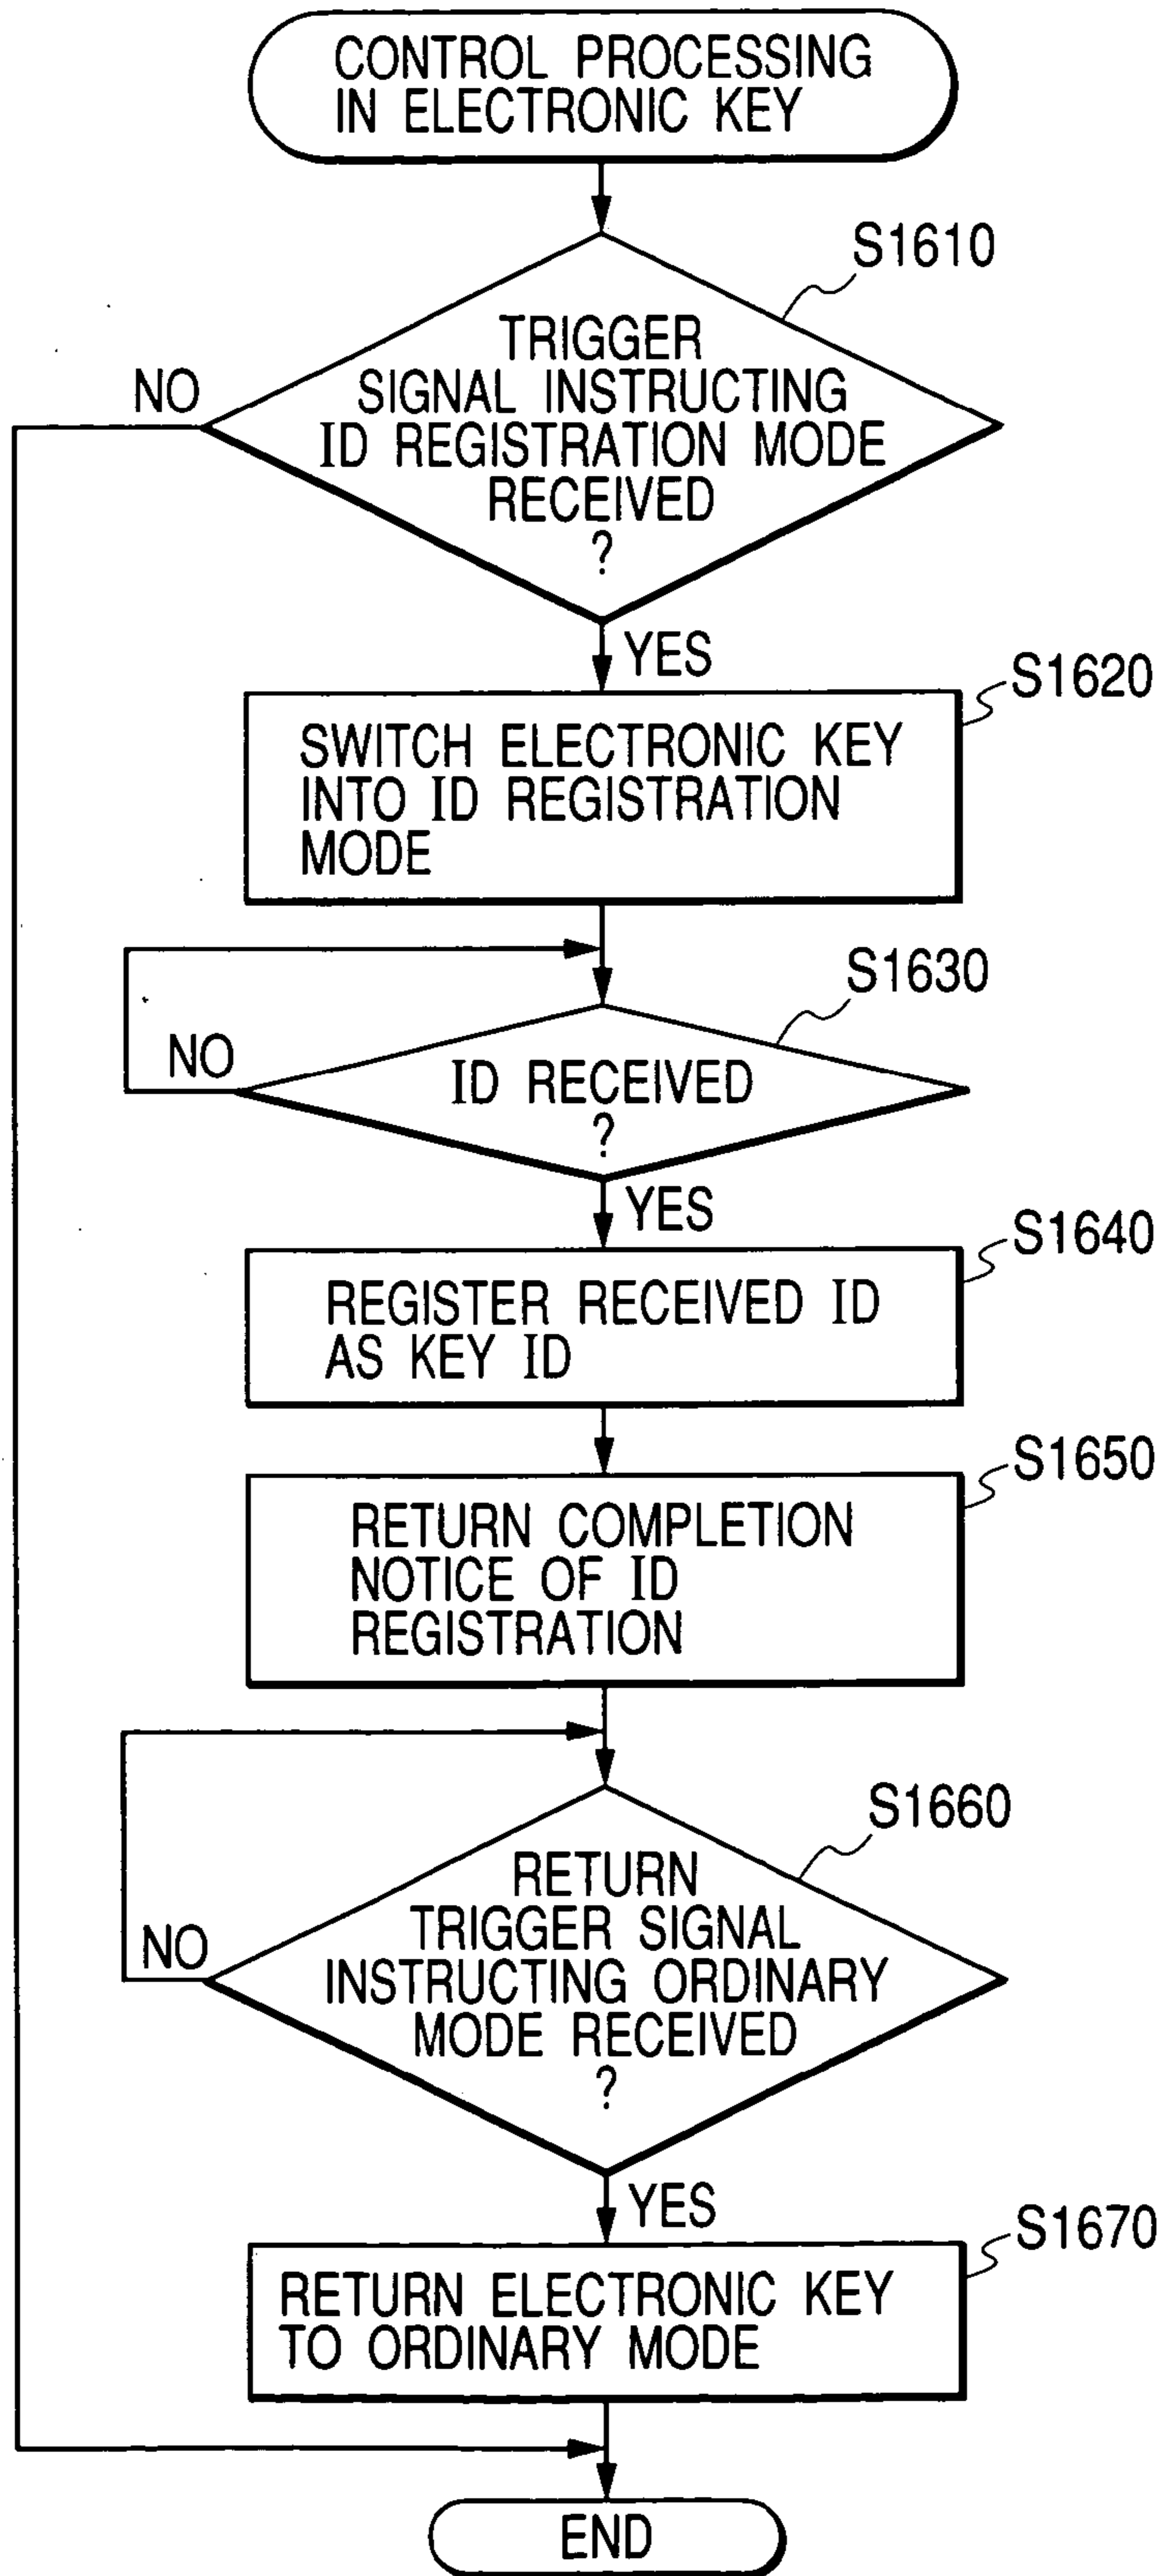 CONTROL PROCESSING
IN ELECTRONIC KEY
S1610
TRIGGER
SIGNAL INSTRUCTING
ID REGISTRATION MODE
RECEIVED
?
NO
YES
S1620
SWITCH ELECTRONIC KEY
INTO ID REGISTRATION
MODE
S1630
NO
ID RECEIVED
?
YES
S1640
REGISTER RECEIVED ID
AS KEY ID
S1650
RETURN COMPLETION
NOTICE OF ID
REGISTRATION
S1660
RETURN
TRIGGER SIGNAL
INSTRUCTING ORDINARY
MODE RECEIVED
?
NO
YES
S1670
RETURN ELECTRONIC KEY
TO ORDINARY MODE
END